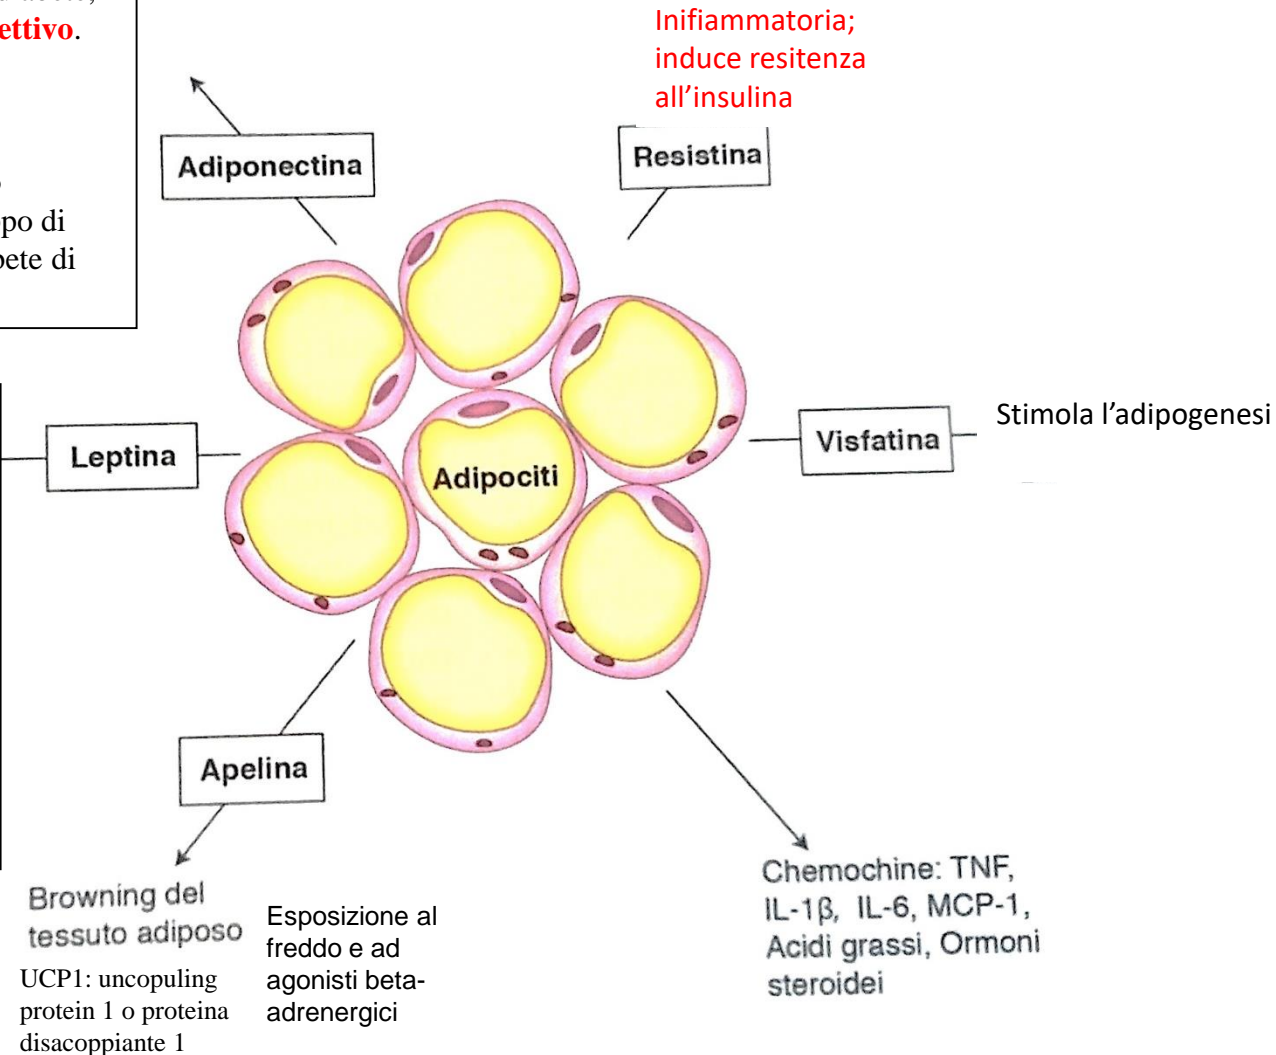 ettivo.
po di
pete di
Inifiammatoria;
induce resitenza
all’insulina
Adiponectina
Resistina
Leptina
Adipociti
Visfatina
Stimola l’adipogenesi
Apelina
Browning del
tessuto adiposo
UCP1: uncopuling
protein 1 o proteina
disacoppiante 1
Esposizione al
freddo e ad
agonisti beta-
adrenergici
Chemochine: TNF,
IL-1β, IL-6, MCP-1,
Acidi grassi, Ormoni
steroidei